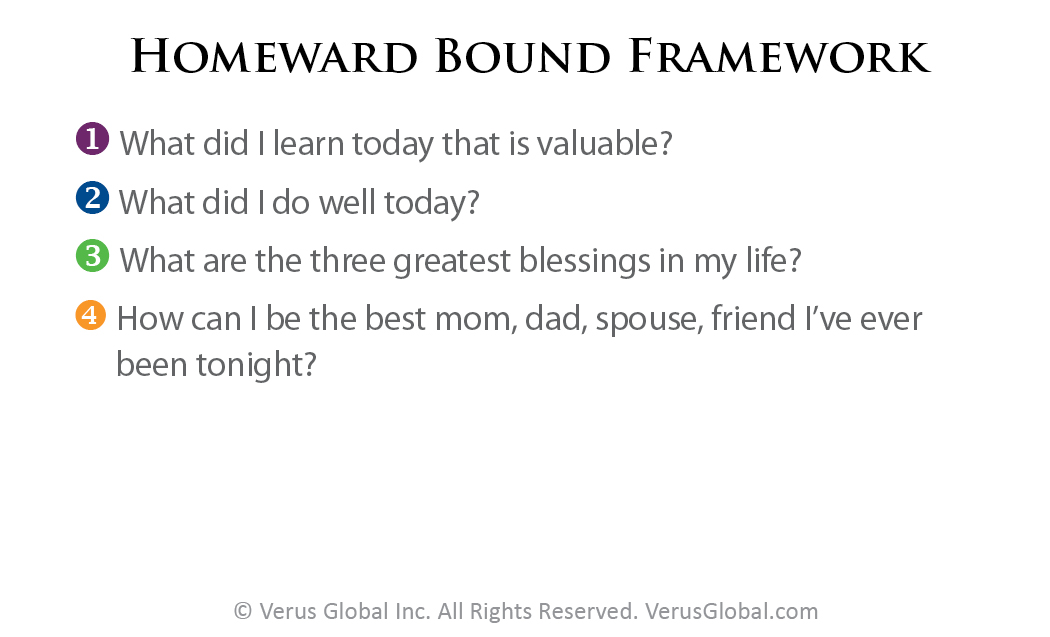 Homeward Bound Framework
1 What did I learn today that is valuable?
2 What did I do well today?
3 What are the three greatest blessings in my life?
4 How can I be the best mom, dad, spouse, friend I’ve ever
been tonight?
© Verus Global Inc. All Rights Reserved. VerusGlobal.com